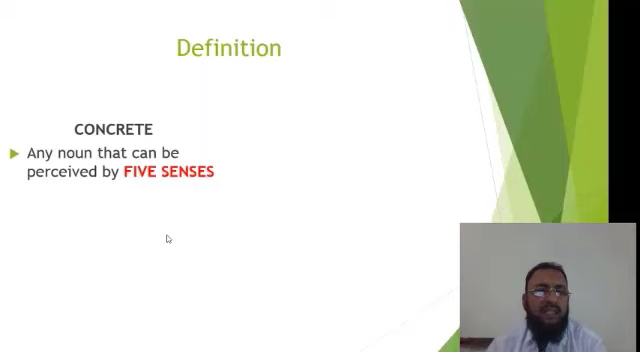 Definition
CONCRETE
Any noun that can be
perceived by FIVE SENSES